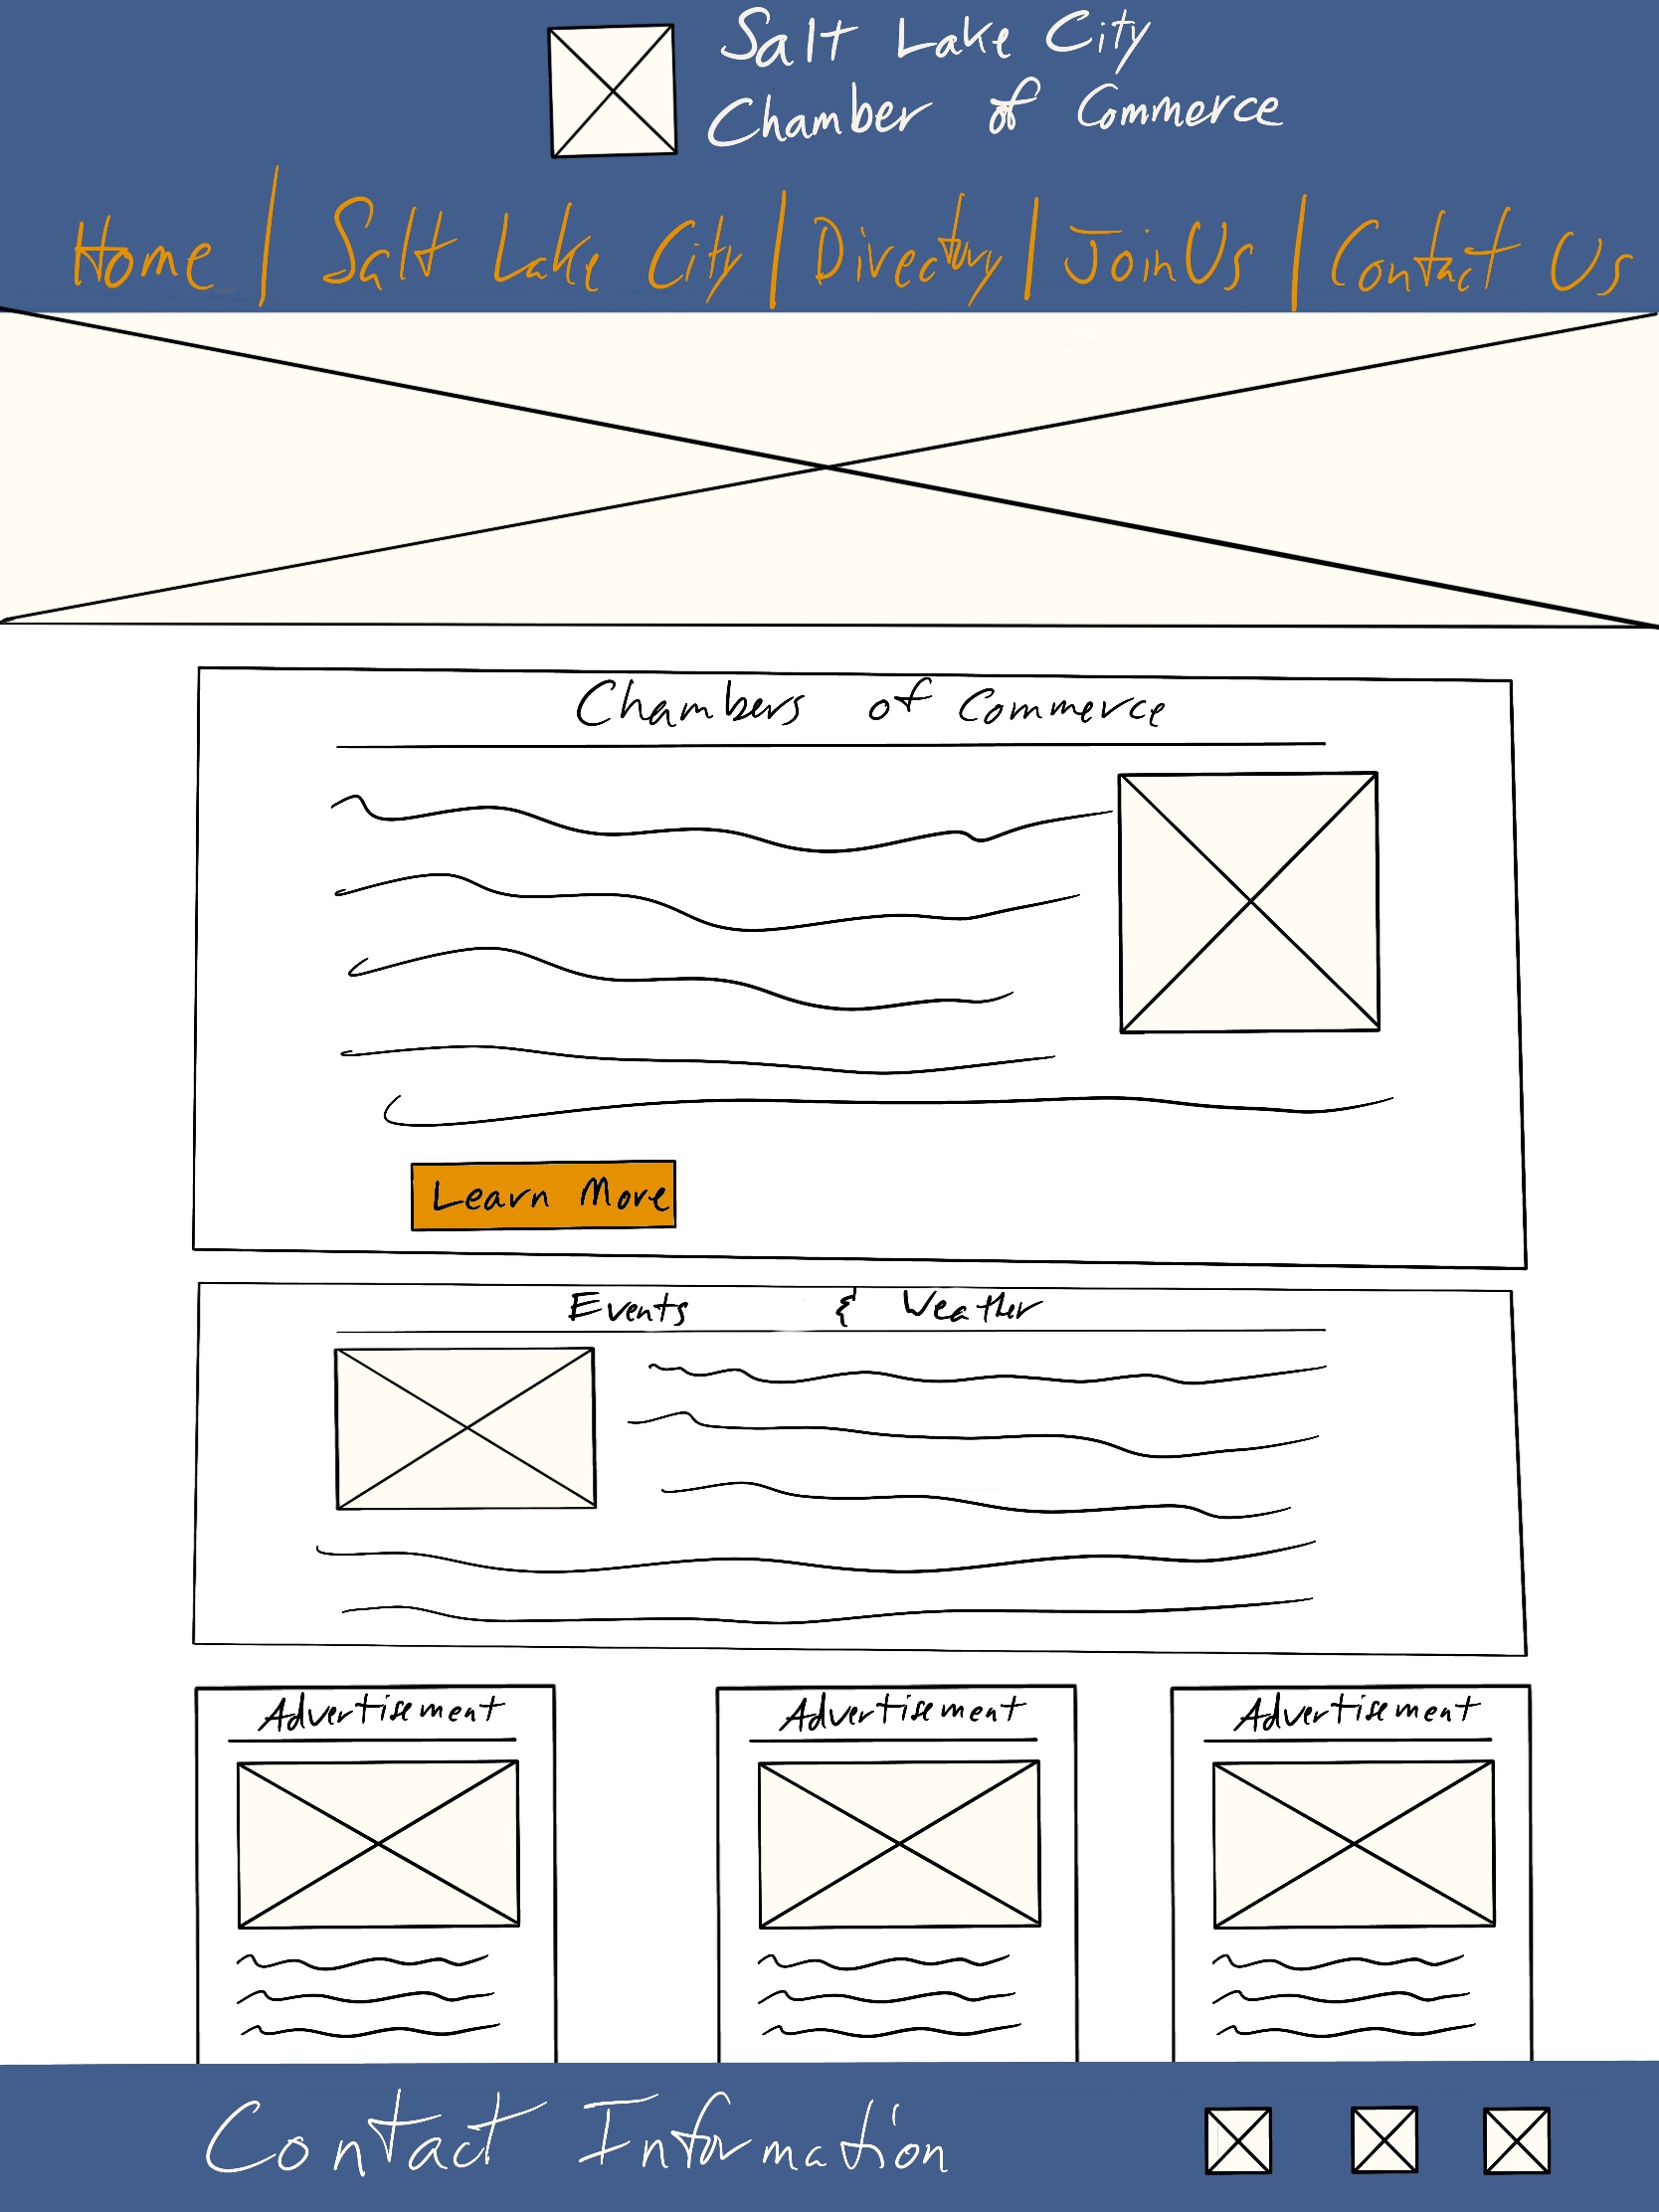 Salt Lake City
Chamber of Commerce
Home | Salt Lake City | Directory | Join Us | Contact Us
Chambers of Commerce
Learn More
Events & Weather
Advertisement Advertisement Advertisement
Contact Information